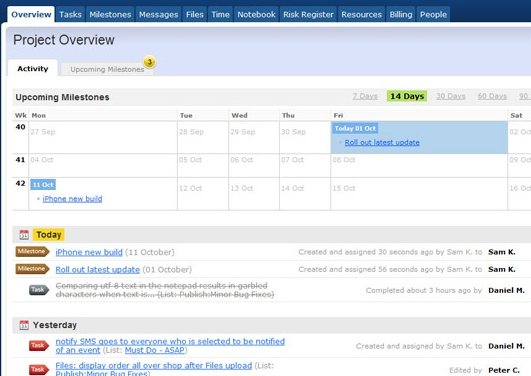 Overview Tasks Milestones Messages Files Time Notebook Risk Register Resources Billing People
Project Overview
Activity Upcoming Milestones 3
Upcoming Milestones 7 Days 14 Days 30 Days 60 Days 90
Wk Mon Tue Wed Thu Fri Sat
40 27 Sep 28 Sep 29 Sep 30 Sep Today 01 Oct 02 Oc
Roll out latest update
41 04 Oct 05 Oct 06 Oct 07 Oct 08 Oct 09 Oc
42 11 Oct 12 Oct 13 Oct 14 Oct 15 Oct 16 Oc
iPhone new build
Today
Milestone iPhone new build (11 October) Created and assigned 30 seconds ago by Sam K. to Sam K.
Milestone Roll out latest update (01 October) Created and assigned 56 seconds ago by Sam K. to Sam K.
Task Comparing utf-8 text in the notepad results in garbled
characters when text is... (List: Publish:Minor Bug Fixes) Completed about 3 hours ago by Daniel M.
Yesterday
Task notify SMS goes to everyone who is selected to be notified
of an event (List: Must Do - ASAP) Created and assigned by Sam K. to Daniel M.
Task Files: display order all over shop after Files upload (List:
Publish:Minor Bug Fixes) Edited by Peter C.